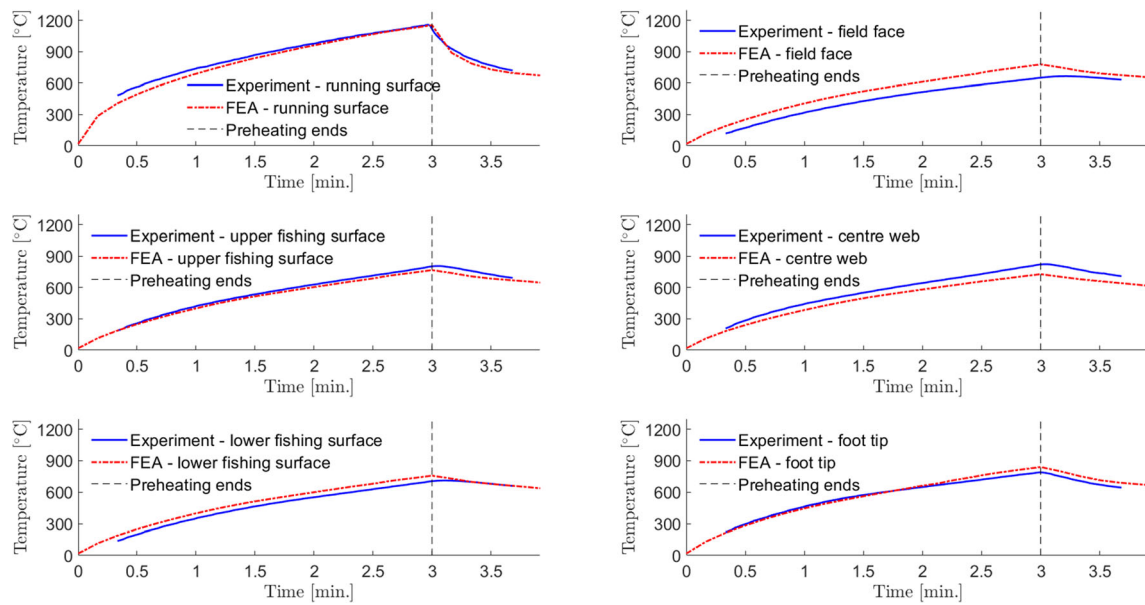 1200
900
600
300
0
Temperature [°C]
Experiment - running surface
FEA - running surface
Preheating ends
0 0.5 1 1.5 2 2.5 3 3.5
Time [min.]
1200
900
600
300
0
Temperature [°C]
Experiment - field face
FEA - field face
Preheating ends
0 0.5 1 1.5 2 2.5 3 3.5
Time [min.]
1200
900
600
300
0
Temperature [°C]
Experiment - upper fishing surface
FEA - upper fishing surface
Preheating ends
0 0.5 1 1.5 2 2.5 3 3.5
Time [min.]
1200
900
600
300
0
Temperature [°C]
Experiment - centre web
FEA - centre web
Preheating ends
0 0.5 1 1.5 2 2.5 3 3.5
Time [min.]
1200
900
600
300
0
Temperature [°C]
Experiment - lower fishing surface
FEA - lower fishing surface
Preheating ends
0 0.5 1 1.5 2 2.5 3 3.5
Time [min.]
1200
900
600
300
0
Temperature [°C]
Experiment - foot tip
FEA - foot tip
Preheating ends
0 0.5 1 1.5 2 2.5 3 3.5
Time [min.]